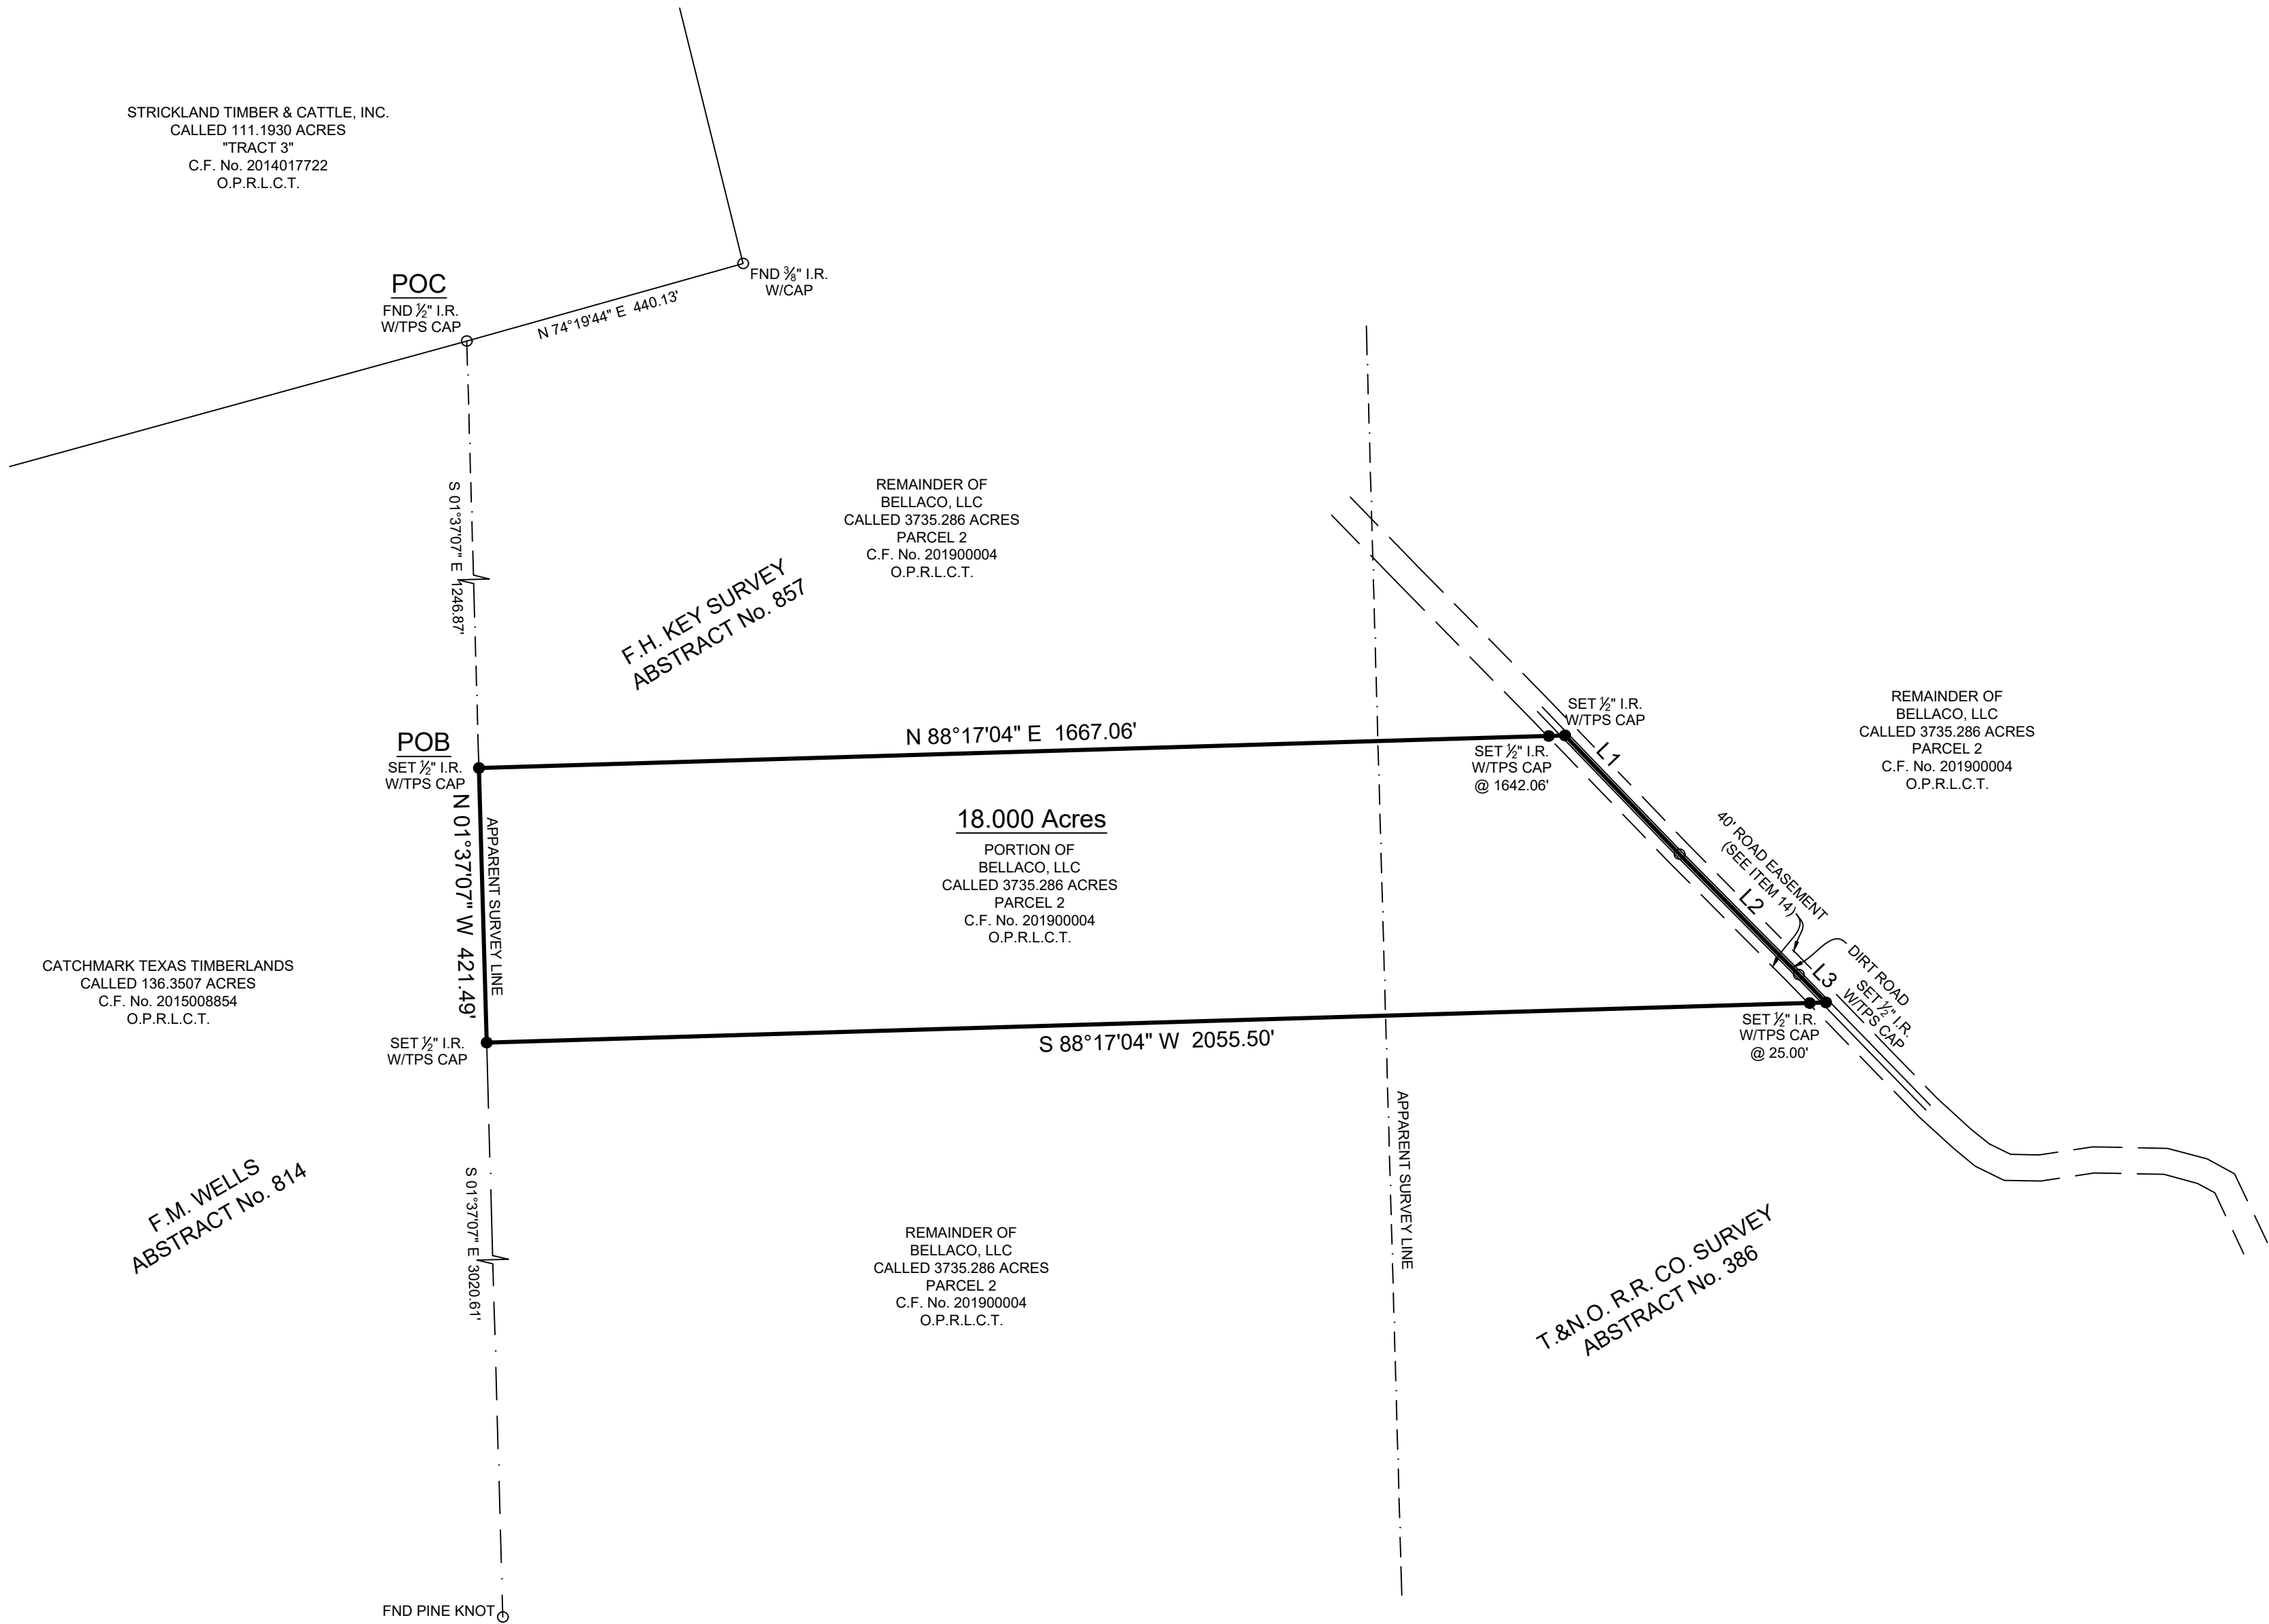 STRICKLAND TIMBER & CATTLE, INC.
CALLED 111.1930 ACRES
"TRACT 3"
C.F. No. 2014017722
O.P.R.L.C.T.
POC
FND ½" I.R.
W/TPS CAP
N 74°19'44" E 440.13'
FND ⅜" I.R.
W/CAP
S 01°37'07" E 1246.87'
REMAINDER OF
BELLACO, LLC
CALLED 3735.286 ACRES
PARCEL 2
C.F. No. 201900004
O.P.R.L.C.T.
F.H. KEY SURVEY
ABSTRACT No. 857
POB
SET ½" I.R.
W/TPS CAP
N 88°17'04" E 1667.06'
SET ½" I.R.
W/TPS CAP
SET ½" I.R.
W/TPS CAP
@ 1642.06'
L1
REMAINDER OF
BELLACO, LLC
CALLED 3735.286 ACRES
PARCEL 2
C.F. No. 201900004
O.P.R.L.C.T.
N 01°37'07" W 421.49'
APPARENT SURVEY LINE
18.000 Acres
PORTION OF
BELLACO, LLC
CALLED 3735.286 ACRES
PARCEL 2
C.F. No. 201900004
O.P.R.L.C.T.
40' ROAD EASEMENT
(SEE ITEM 14)
L2
DIRT ROAD
L3
SET ½" I.R.
W/TPS CAP
CATCHMARK TEXAS TIMBERLANDS
CALLED 136.3507 ACRES
C.F. No. 2015008854
O.P.R.L.C.T.
SET ½" I.R.
W/TPS CAP
S 88°17'04" W 2055.50'
SET ½" I.R.
W/TPS CAP
@ 25.00'
APPARENT SURVEY LINE
F.M. WELLS
ABSTRACT No. 814
S 01°37'07" E 3020.61'
REMAINDER OF
BELLACO, LLC
CALLED 3735.286 ACRES
PARCEL 2
C.F. No. 201900004
O.P.R.L.C.T.
T.&N.O. R.R. CO. SURVEY
ABSTRACT No. 386
FND PINE KNOT